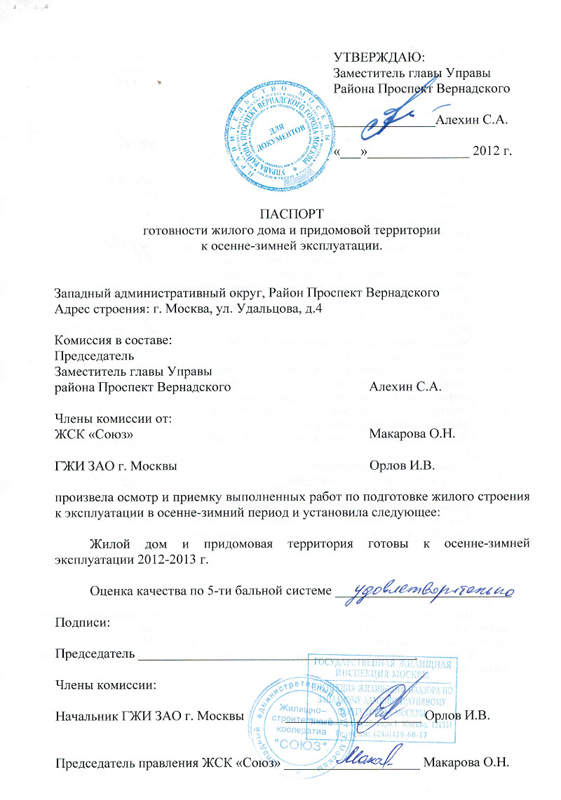 УТВЕРЖДАЮ:
Заместитель главы Управы
Района Проспект Вернадского
Алехин С.А.
«___»_______________ 2012 г.
ПРАВИТЕЛЬСТВО МОСКВЫ
УПРАВА РАЙОНА ПРОСПЕКТ ВЕРНАДСКОГО ГОРОДА МОСКВЫ
ДЛЯ
ДОКУМЕНТОВ
ПАСПОРТ
готовности жилого дома и придомовой территории
к осенне-зимней эксплуатации.
Западный административный округ, Район Проспект Вернадского
Адрес строения: г. Москва, ул. Удальцова, д.4
Комиссия в составе:
Председатель
Заместитель главы Управы
района Проспект Вернадского Алехин С.А.
Члены комиссии от:
ЖСК «Союз» Макарова О.Н.
ГЖИ ЗАО г. Москвы Орлов И.В.
произвела осмотр и приемку выполненных работ по подготовке жилого строения
к эксплуатации в осенне-зимний период и установила следующее:
Жилой дом и придомовая территория готовы к осенне-зимней
эксплуатации 2012-2013 г.
Оценка качества по 5-ти бальной системе удовлетворительно
Подписи:
Председатель ___________________________________________
Члены комиссии:
ГОСУДАРСТВЕННАЯ ЖИЛИЩНАЯ
ИНСПЕКЦИЯ МОСКВЫ
Начальник ГЖИ ЗАО г. Москвы Орлов И.В.
Жилищно-
строительный
кооператив
"СОЮЗ"
Председатель правления ЖСК «Союз» Макарова О.Н.